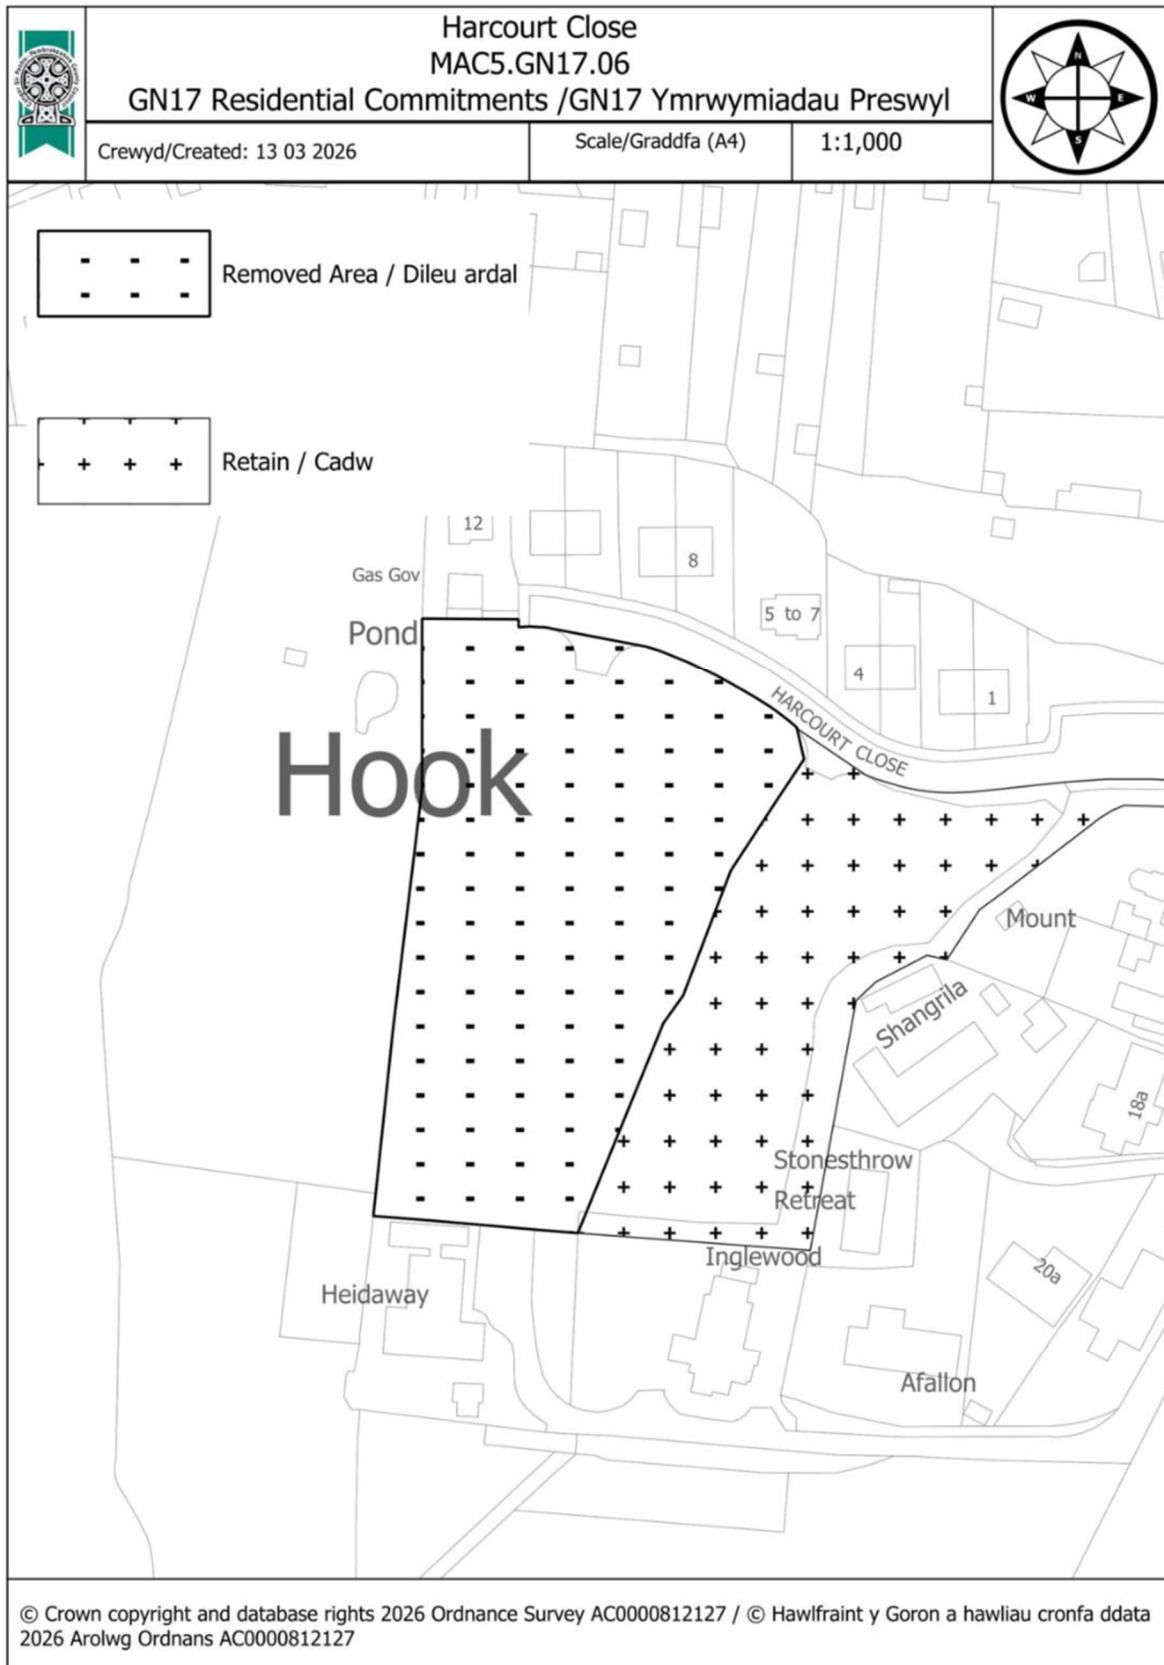 Harcourt Close
MAC5.GN17.06
GN17 Residential Commitments /GN17 Ymrwymiadau Preswyl
Crewyd/Created: 13 03 2026
Scale/Graddfa (A4)
1:1,000
N
W
E
S
Removed Area / Dileu ardal
Retain / Cadw
12
8
Gas Gov
5 to 7
Pond
4
1
HARCOURT CLOSE
Hook
Mount
Shangrila
18a
Stonesthrow
Retreat
Inglewood
20a
Heidaway
Afallon
© Crown copyright and database rights 2026 Ordnance Survey AC0000812127 / © Hawlfraint y Goron a hawliau cronfa ddata
2026 Arolwg Ordnans AC0000812127